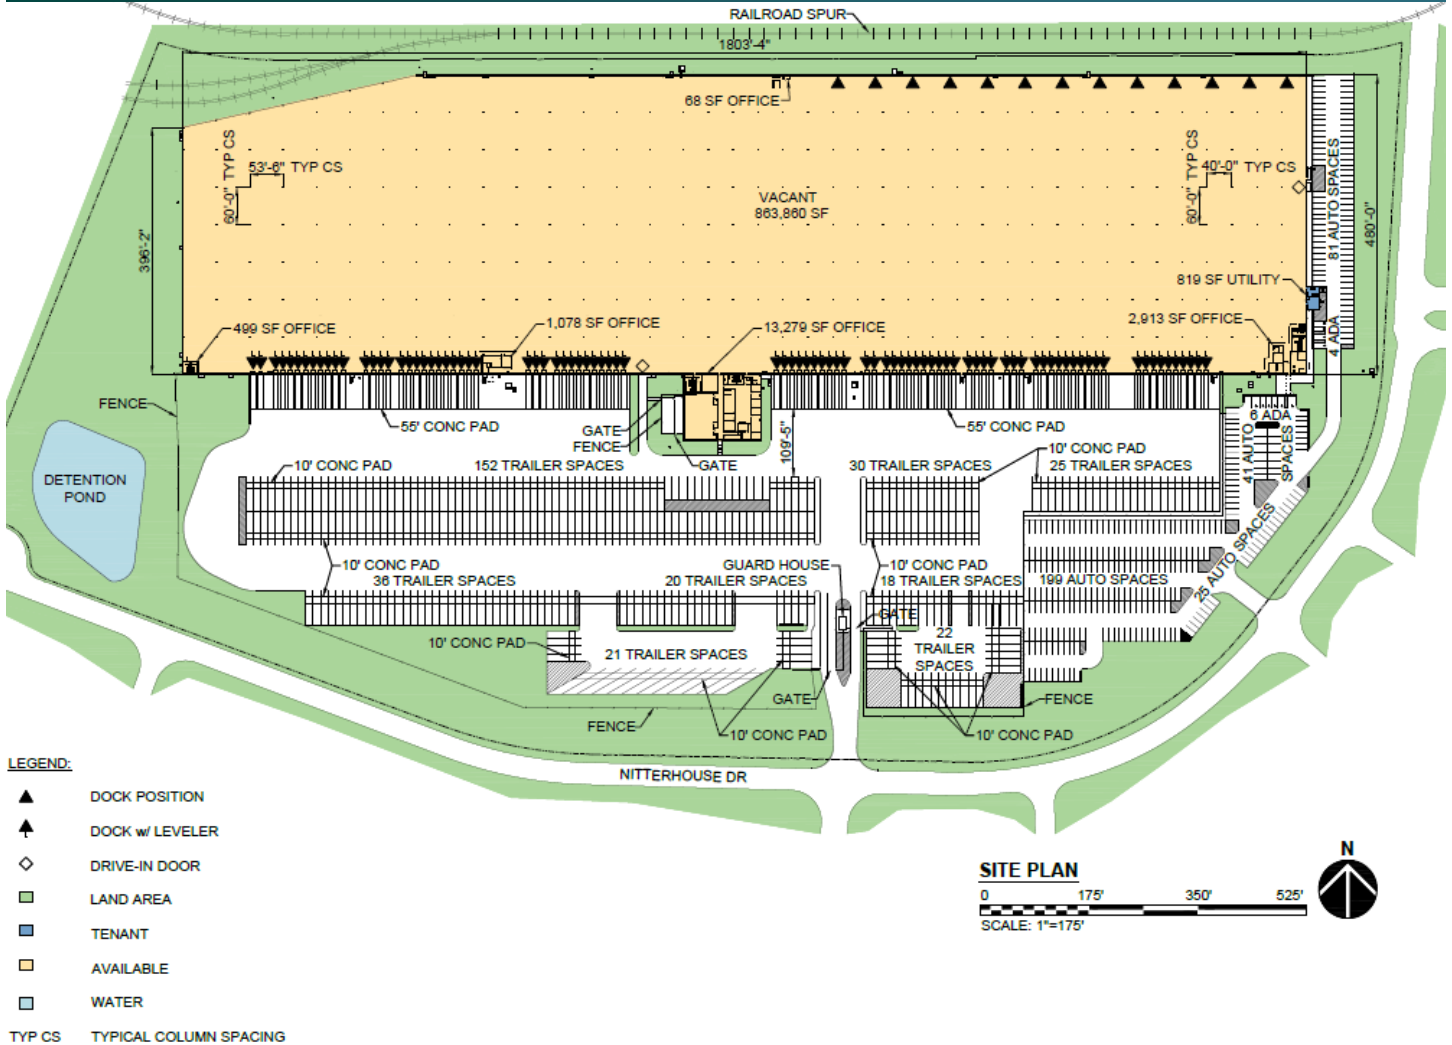 RAILROAD SPUR
1803'-4"
68 SF OFFICE
53'-6" TYP CS
60'-0" TYP CS
40'-0" TYP CS
60'-0" TYP CS
VACANT
863,860 SF
396'-2"
480'-0"
81 AUTO SPACES
4 ADA
819 SF UTILITY
499 SF OFFICE
1,078 SF OFFICE
13,279 SF OFFICE
2,913 SF OFFICE
FENCE
55' CONC PAD
GATE
FENCE
GATE
109'-5"
55' CONC PAD
6 ADA
41 AUTO
SPACES
10' CONC PAD
152 TRAILER SPACES
30 TRAILER SPACES
10' CONC PAD
25 TRAILER SPACES
DETENTION
POND
25 AUTO SPACES
10' CONC PAD
36 TRAILER SPACES
20 TRAILER SPACES
GUARD HOUSE
10' CONC PAD
18 TRAILER SPACES
199 AUTO SPACES
GATE
10' CONC PAD
21 TRAILER SPACES
22
TRAILER
SPACES
GATE
FENCE
FENCE
10' CONC PAD
10' CONC PAD
NITTERHOUSE DR
LEGEND:
DOCK POSITION
DOCK w/ LEVELER
DRIVE-IN DOOR
LAND AREA
TENANT
AVAILABLE
WATER
TYP CS TYPICAL COLUMN SPACING
SITE PLAN
0 175' 350' 525'
SCALE: 1"=175'
N